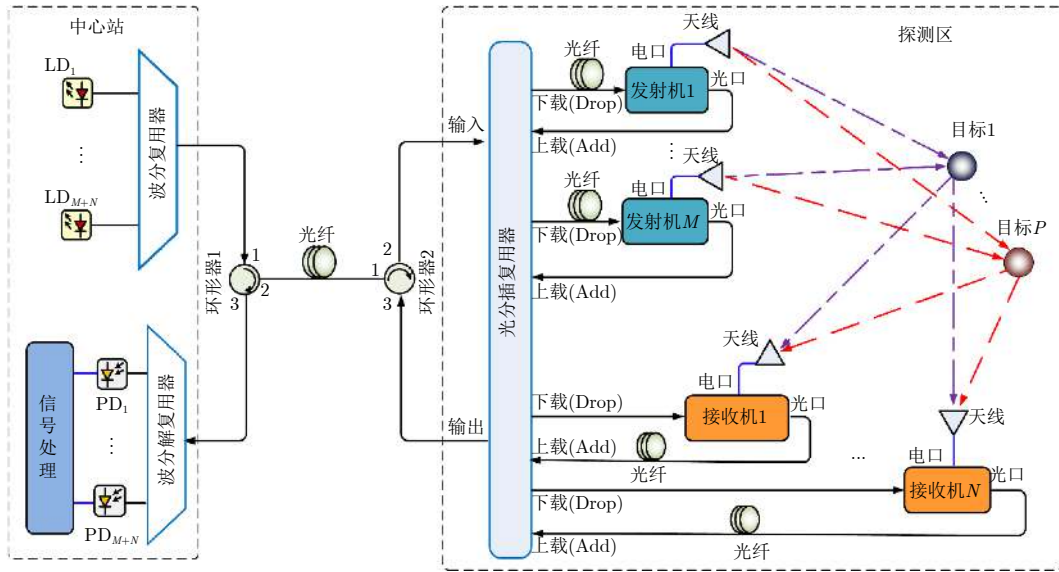 中心站
LD1
⋮
LDM+N
波分复用器
环形器1
1
2
3
光纤
信号处理
PD1
⋯
PDM+N
波分解复用器
2
1
3
环形器2
探测区
输入
输出
光分插复用器
光纤
下载(Drop)
上载(Add)
电口
天线
发射机1
光口
⋮
光纤
下载(Drop)
上载(Add)
电口
天线
发射机M
光口
目标1
⋱
目标P
下载(Drop)
上载(Add)
光纤
电口
天线
接收机1
光口
...
下载(Drop)
上载(Add)
光纤
电口
天线
接收机N
光口